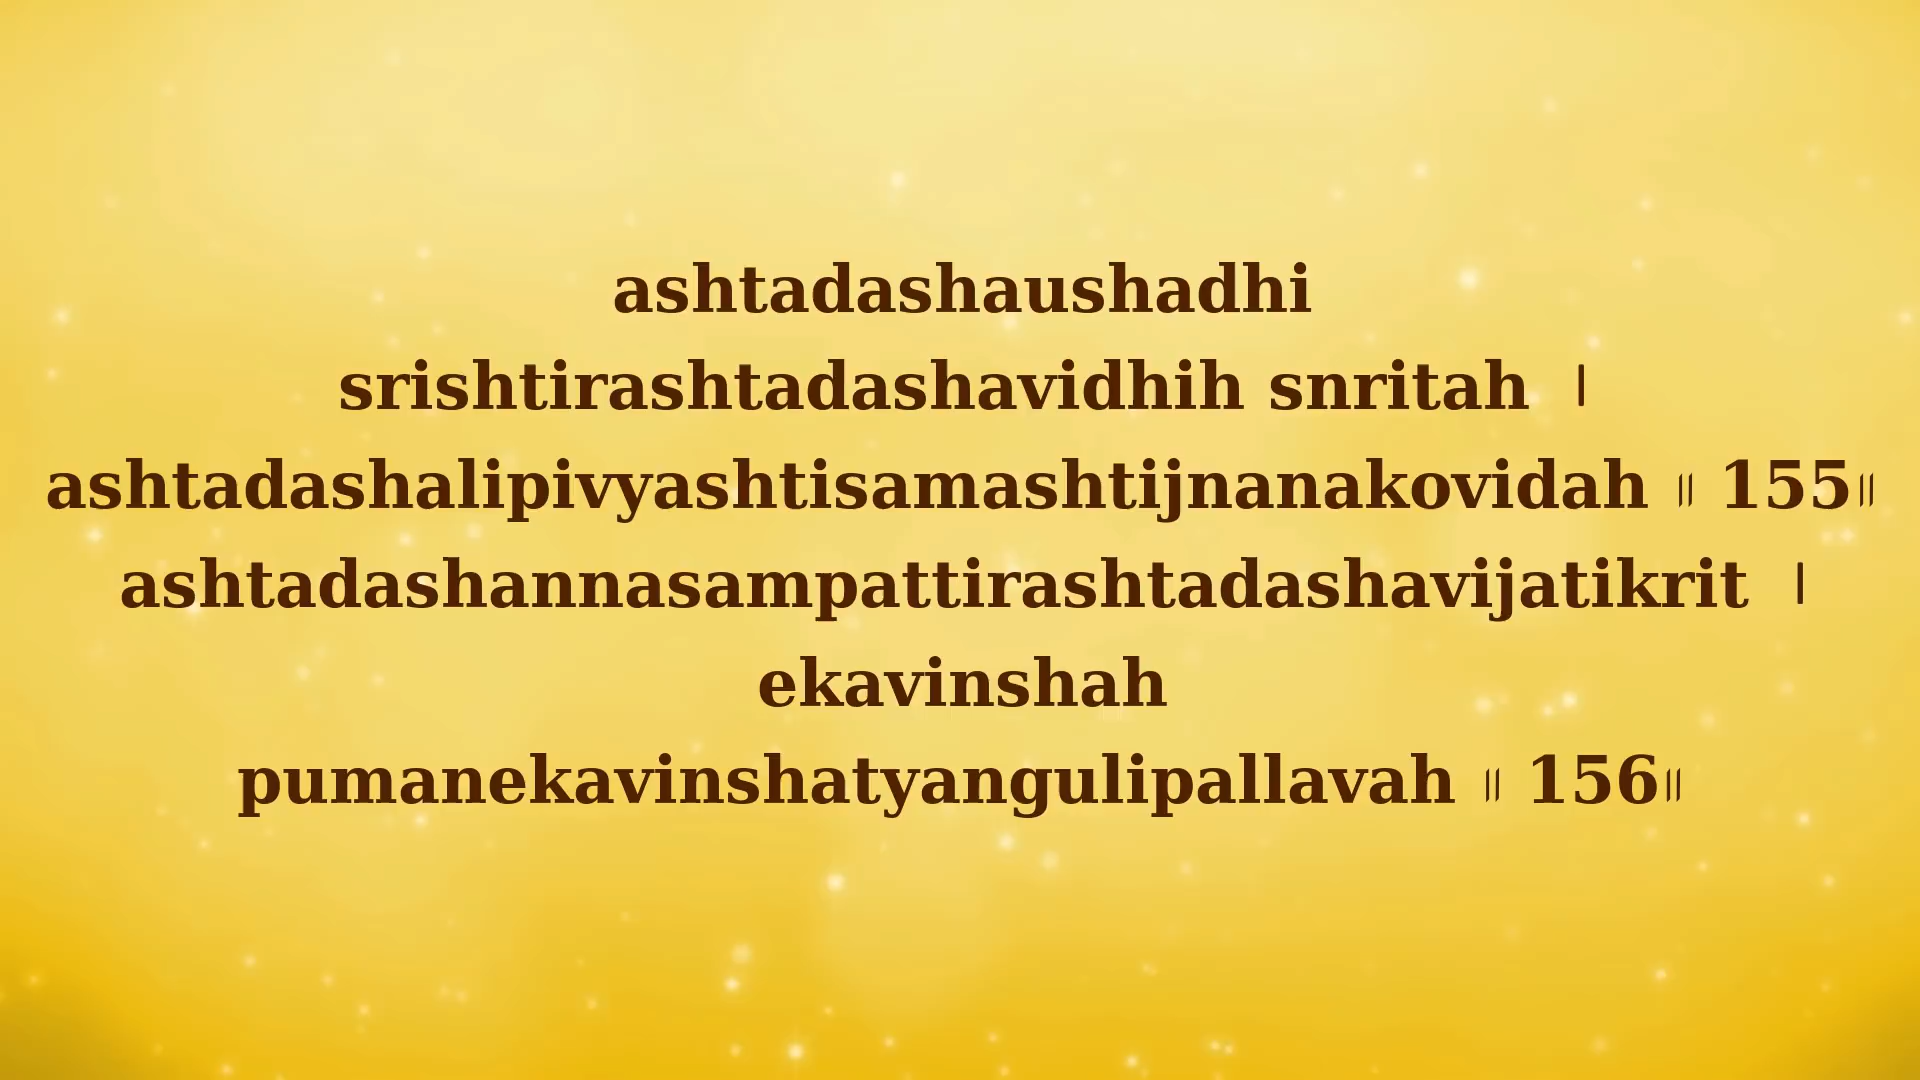 ashtadashaushadhi
srishtirashtadashavidhih snritah ।
ashtadashalipivyashtisamashtijnanakovidah ॥ 155॥
ashtadashannasampattirashtadashavijatikrit ।
ekavinshah
pumanekavinshatyangulipallavah ॥ 156॥